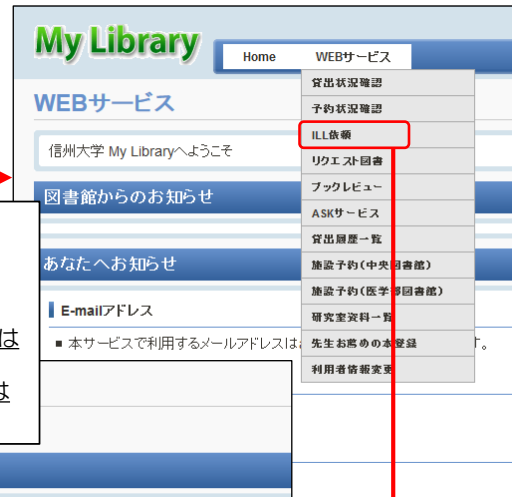 My Library
Home WEBサービス
WEBサービス
貸出状況確認
予約状況確認
ILL依頼
リクエスト図書
ブックレビュー
ASKサービス
貸出履歴一覧
施設予約(中央図書館)
施設予約(医学部図書館)
研究室資料一覧
先生お薦めの本登録
利用者情報変更
信州大学 My Libraryへようこそ
図書館からのお知らせ
あなたへお知らせ
E-mailアドレス
■ 本サービスで利用するメールアドレスは
す。
は
は